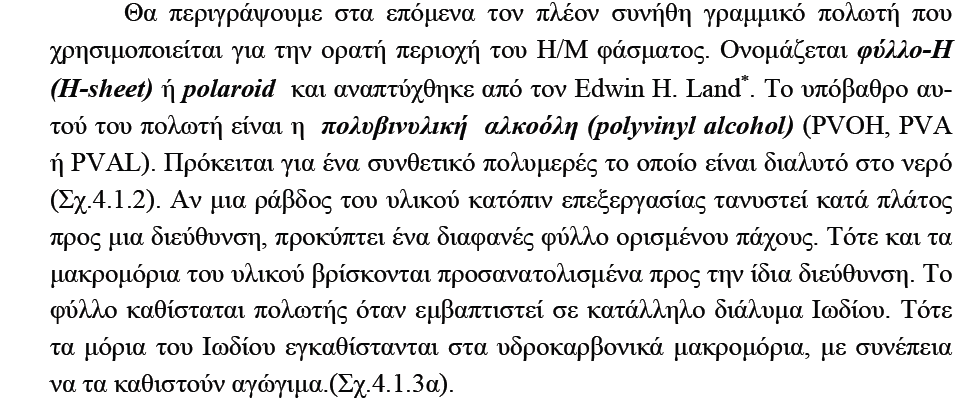 Θα περιγράψουμε στα επόμενα τον πλέον συνήθη γραμμικό πολωτή που
χρησιμοποιείται για την ορατή περιοχή του Η/Μ φάσματος. Ονομάζεται φύλλο-Η
(H-sheet) ή polaroid και αναπτύχθηκε από τον Edwin H. Land*. Το υπόβαθρο αυ-
τού του πολωτή είναι η πολυβινυλική αλκοόλη (polyvinyl alcohol) (PVOH, PVA
ή PVAL). Πρόκειται για ένα συνθετικό πολυμερές το οποίο είναι διαλυτό στο νερό
(Σχ.4.1.2). Αν μια ράβδος του υλικού κατόπιν επεξεργασίας τανυστεί κατά πλάτος
προς μια διεύθυνση, προκύπτει ένα διαφανές φύλλο ορισμένου πάχους. Τότε και τα
μακρομόρια του υλικού βρίσκονται προσανατολισμένα προς την ίδια διεύθυνση. Το
φύλλο καθίσταται πολωτής όταν εμβαπτιστεί σε κατάλληλο διάλυμα Ιωδίου. Τότε
τα μόρια του Ιωδίου εγκαθίστανται στα υδροκαρβονικά μακρομόρια, με συνέπεια
να τα καθιστούν αγώγιμα.(Σχ.4.1.3α).